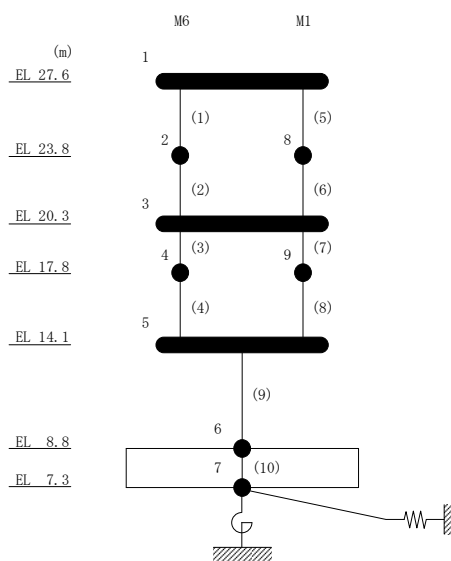 M6 M1
(m)
1
EL 27.6
(1) (5)
2 8
EL 23.8
(2) (6)
3
EL 20.3
(3) (7)
4 9
EL 17.8
(4) (8)
5
EL 14.1
(9)
6
EL 8.8
7 (10)
EL 7.3